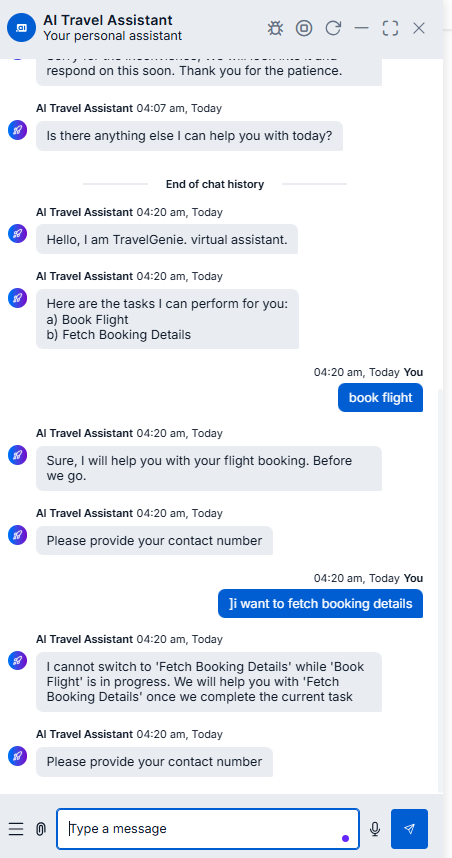 AI Travel Assistant
Your personal assistant
respond on this soon. Thank you for the patience.
AI Travel Assistant 04:07 am, Today
Is there anything else I can help you with today?
End of chat history
AI Travel Assistant 04:20 am, Today
Hello, I am TravelGenie. virtual assistant.
AI Travel Assistant 04:20 am, Today
Here are the tasks I can perform for you:
a) Book Flight
b) Fetch Booking Details
04:20 am, Today You
book flight
AI Travel Assistant 04:20 am, Today
Sure, I will help you with your flight booking. Before
we go.
AI Travel Assistant 04:20 am, Today
Please provide your contact number
04:20 am, Today You
]i want to fetch booking details
AI Travel Assistant 04:20 am, Today
I cannot switch to 'Fetch Booking Details' while 'Book
Flight' is in progress. We will help you with 'Fetch
Booking Details' once we complete the current task
AI Travel Assistant 04:20 am, Today
Please provide your contact number
Type a message